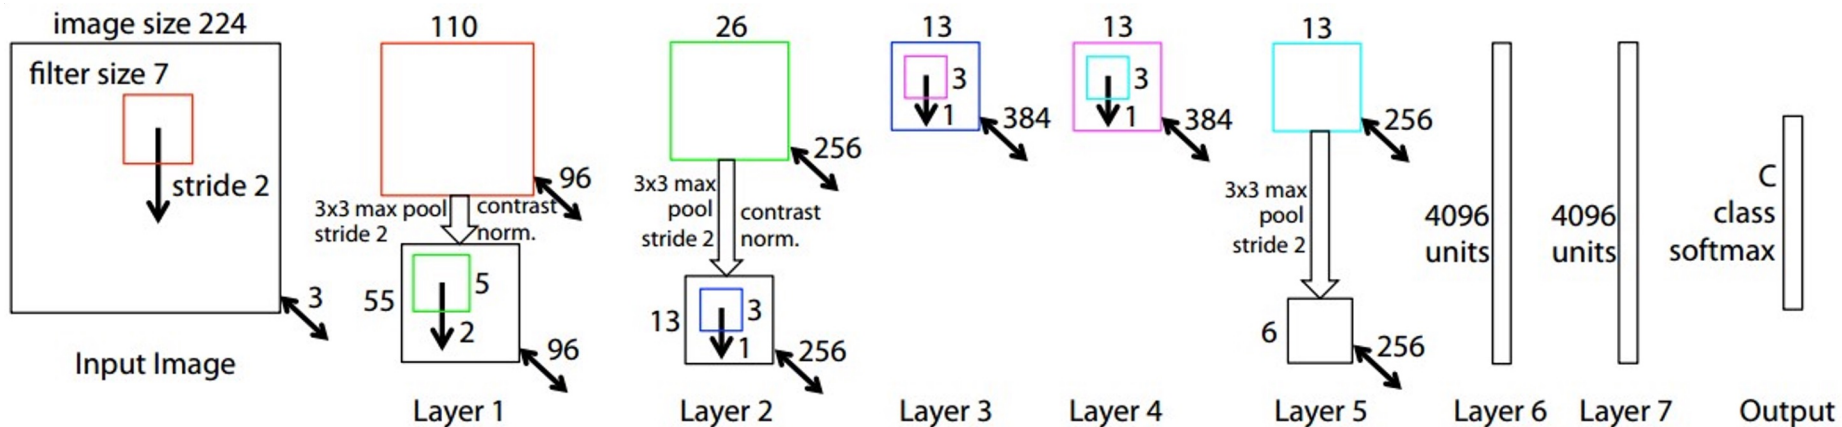 image size 224
filter size 7
stride 2
3
Input Image
110
96
3x3 max pool
stride 2
contrast
norm.
55
5
2
96
Layer 1
26
256
3x3 max
pool
stride 2
contrast
norm.
13
3
1
256
Layer 2
13
3
1
384
Layer 3
13
3
1
384
Layer 4
13
256
3x3 max
pool
stride 2
6
256
Layer 5
4096
units
Layer 6
4096
units
Layer 7
C
class
softmax
Output